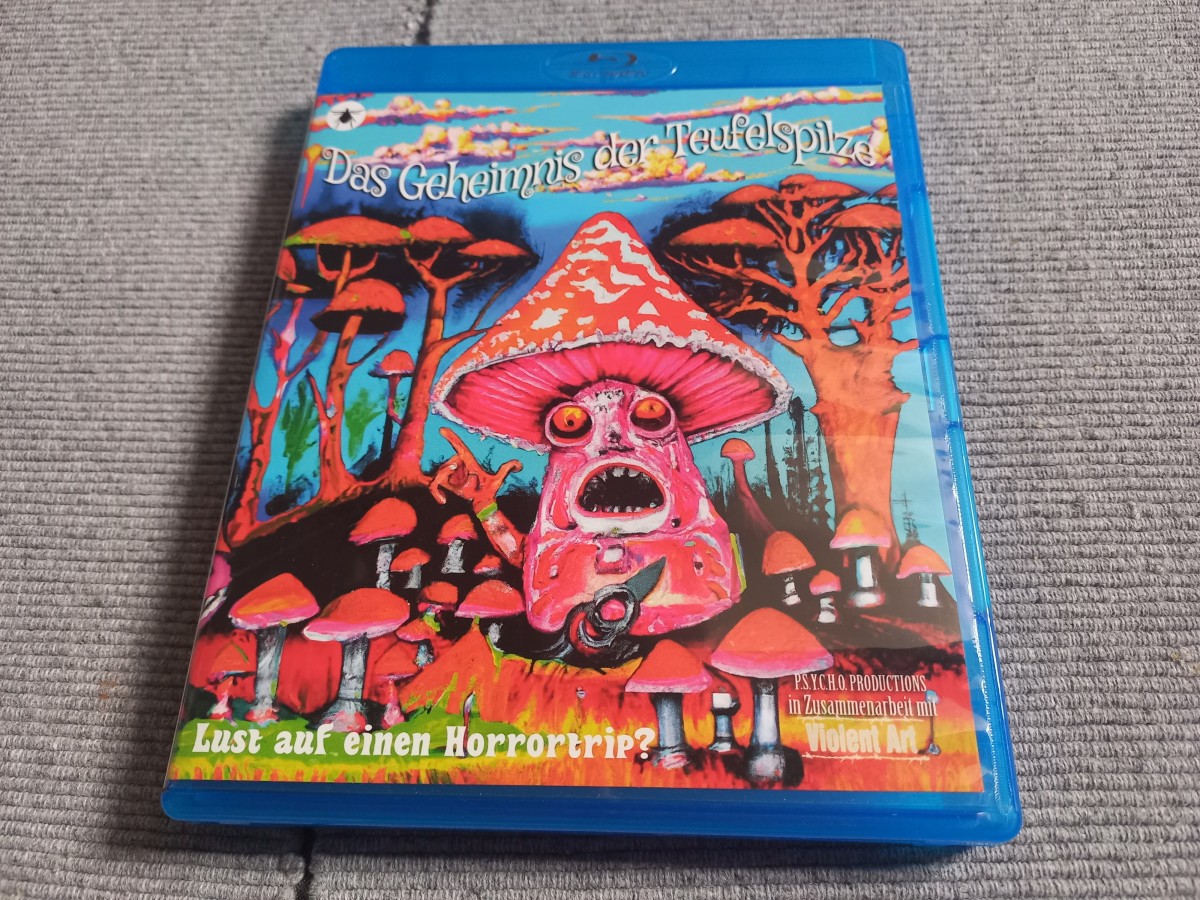 Das Geheimnis der Teufelspilze
P.S.Y.C.H.O. PRODUCTIONS
in Zusammenarbeit mit
Violent Art
Lust auf einen Horrortrip?